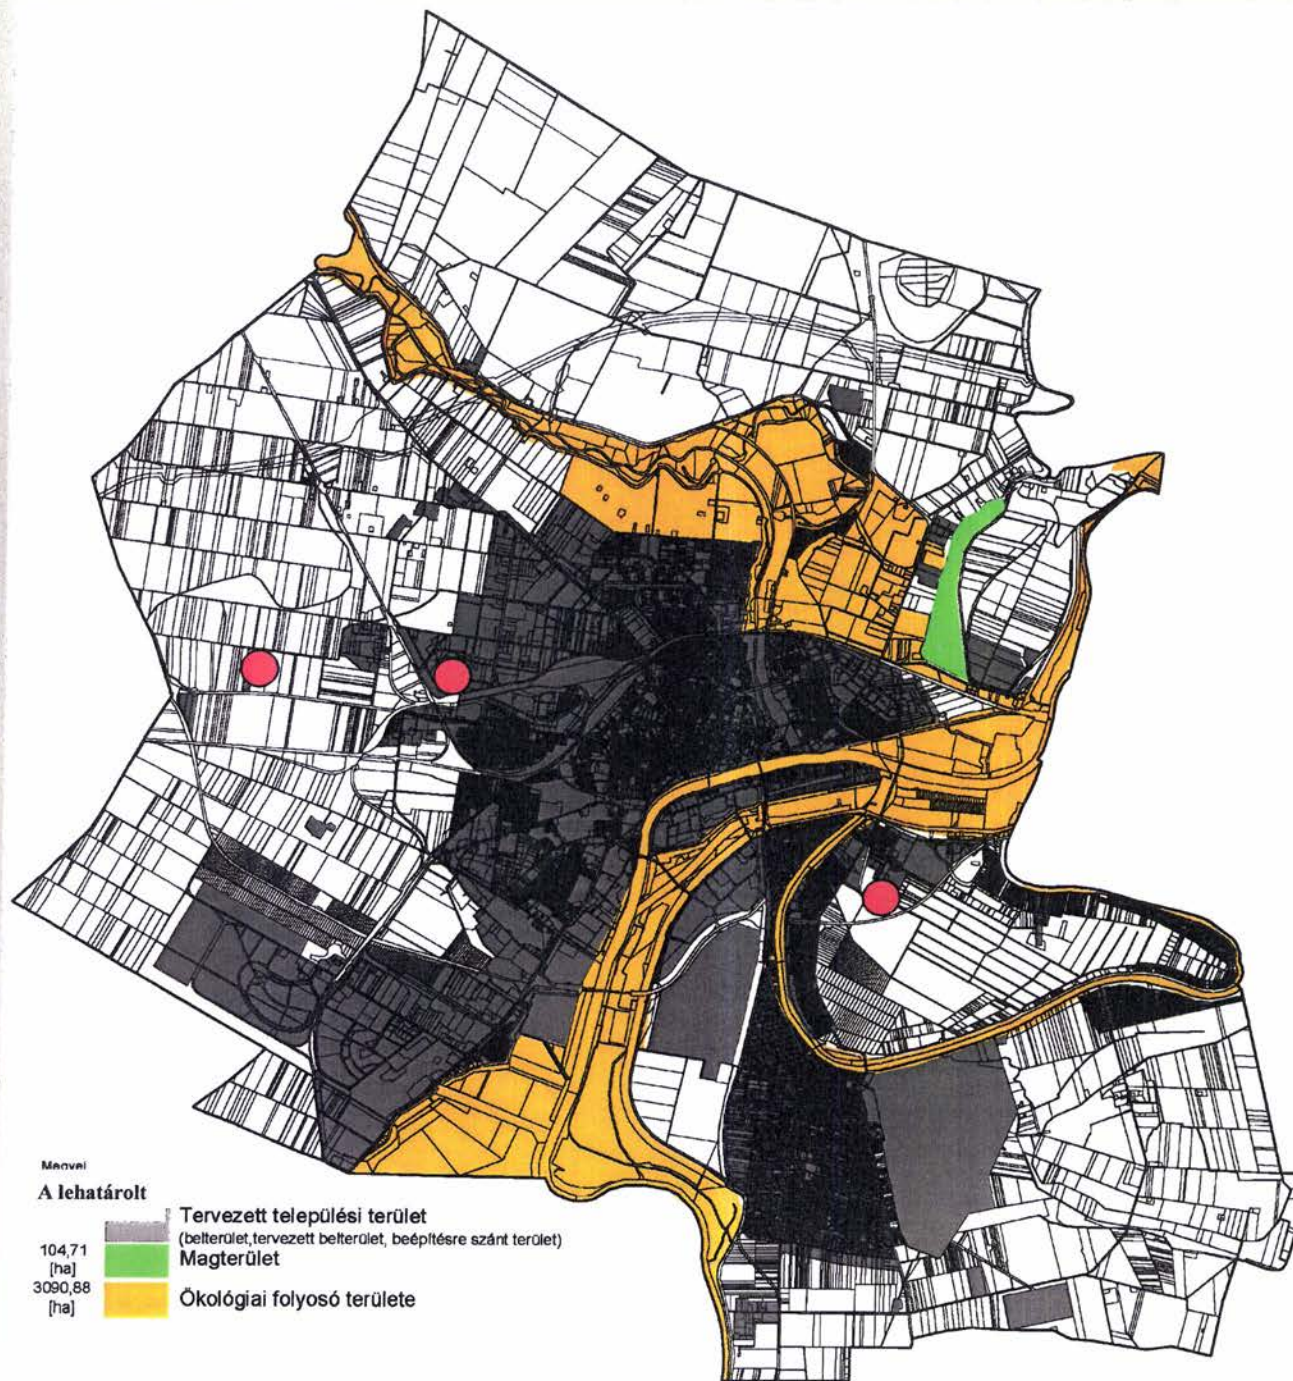 A lehatárolt
Tervezett települési terület
(belterület,tervezett belterület, beépítésre szánt terület)
104,71
[ha]
Magterület
3090,88
[ha]
Ökológiai folyosó területe